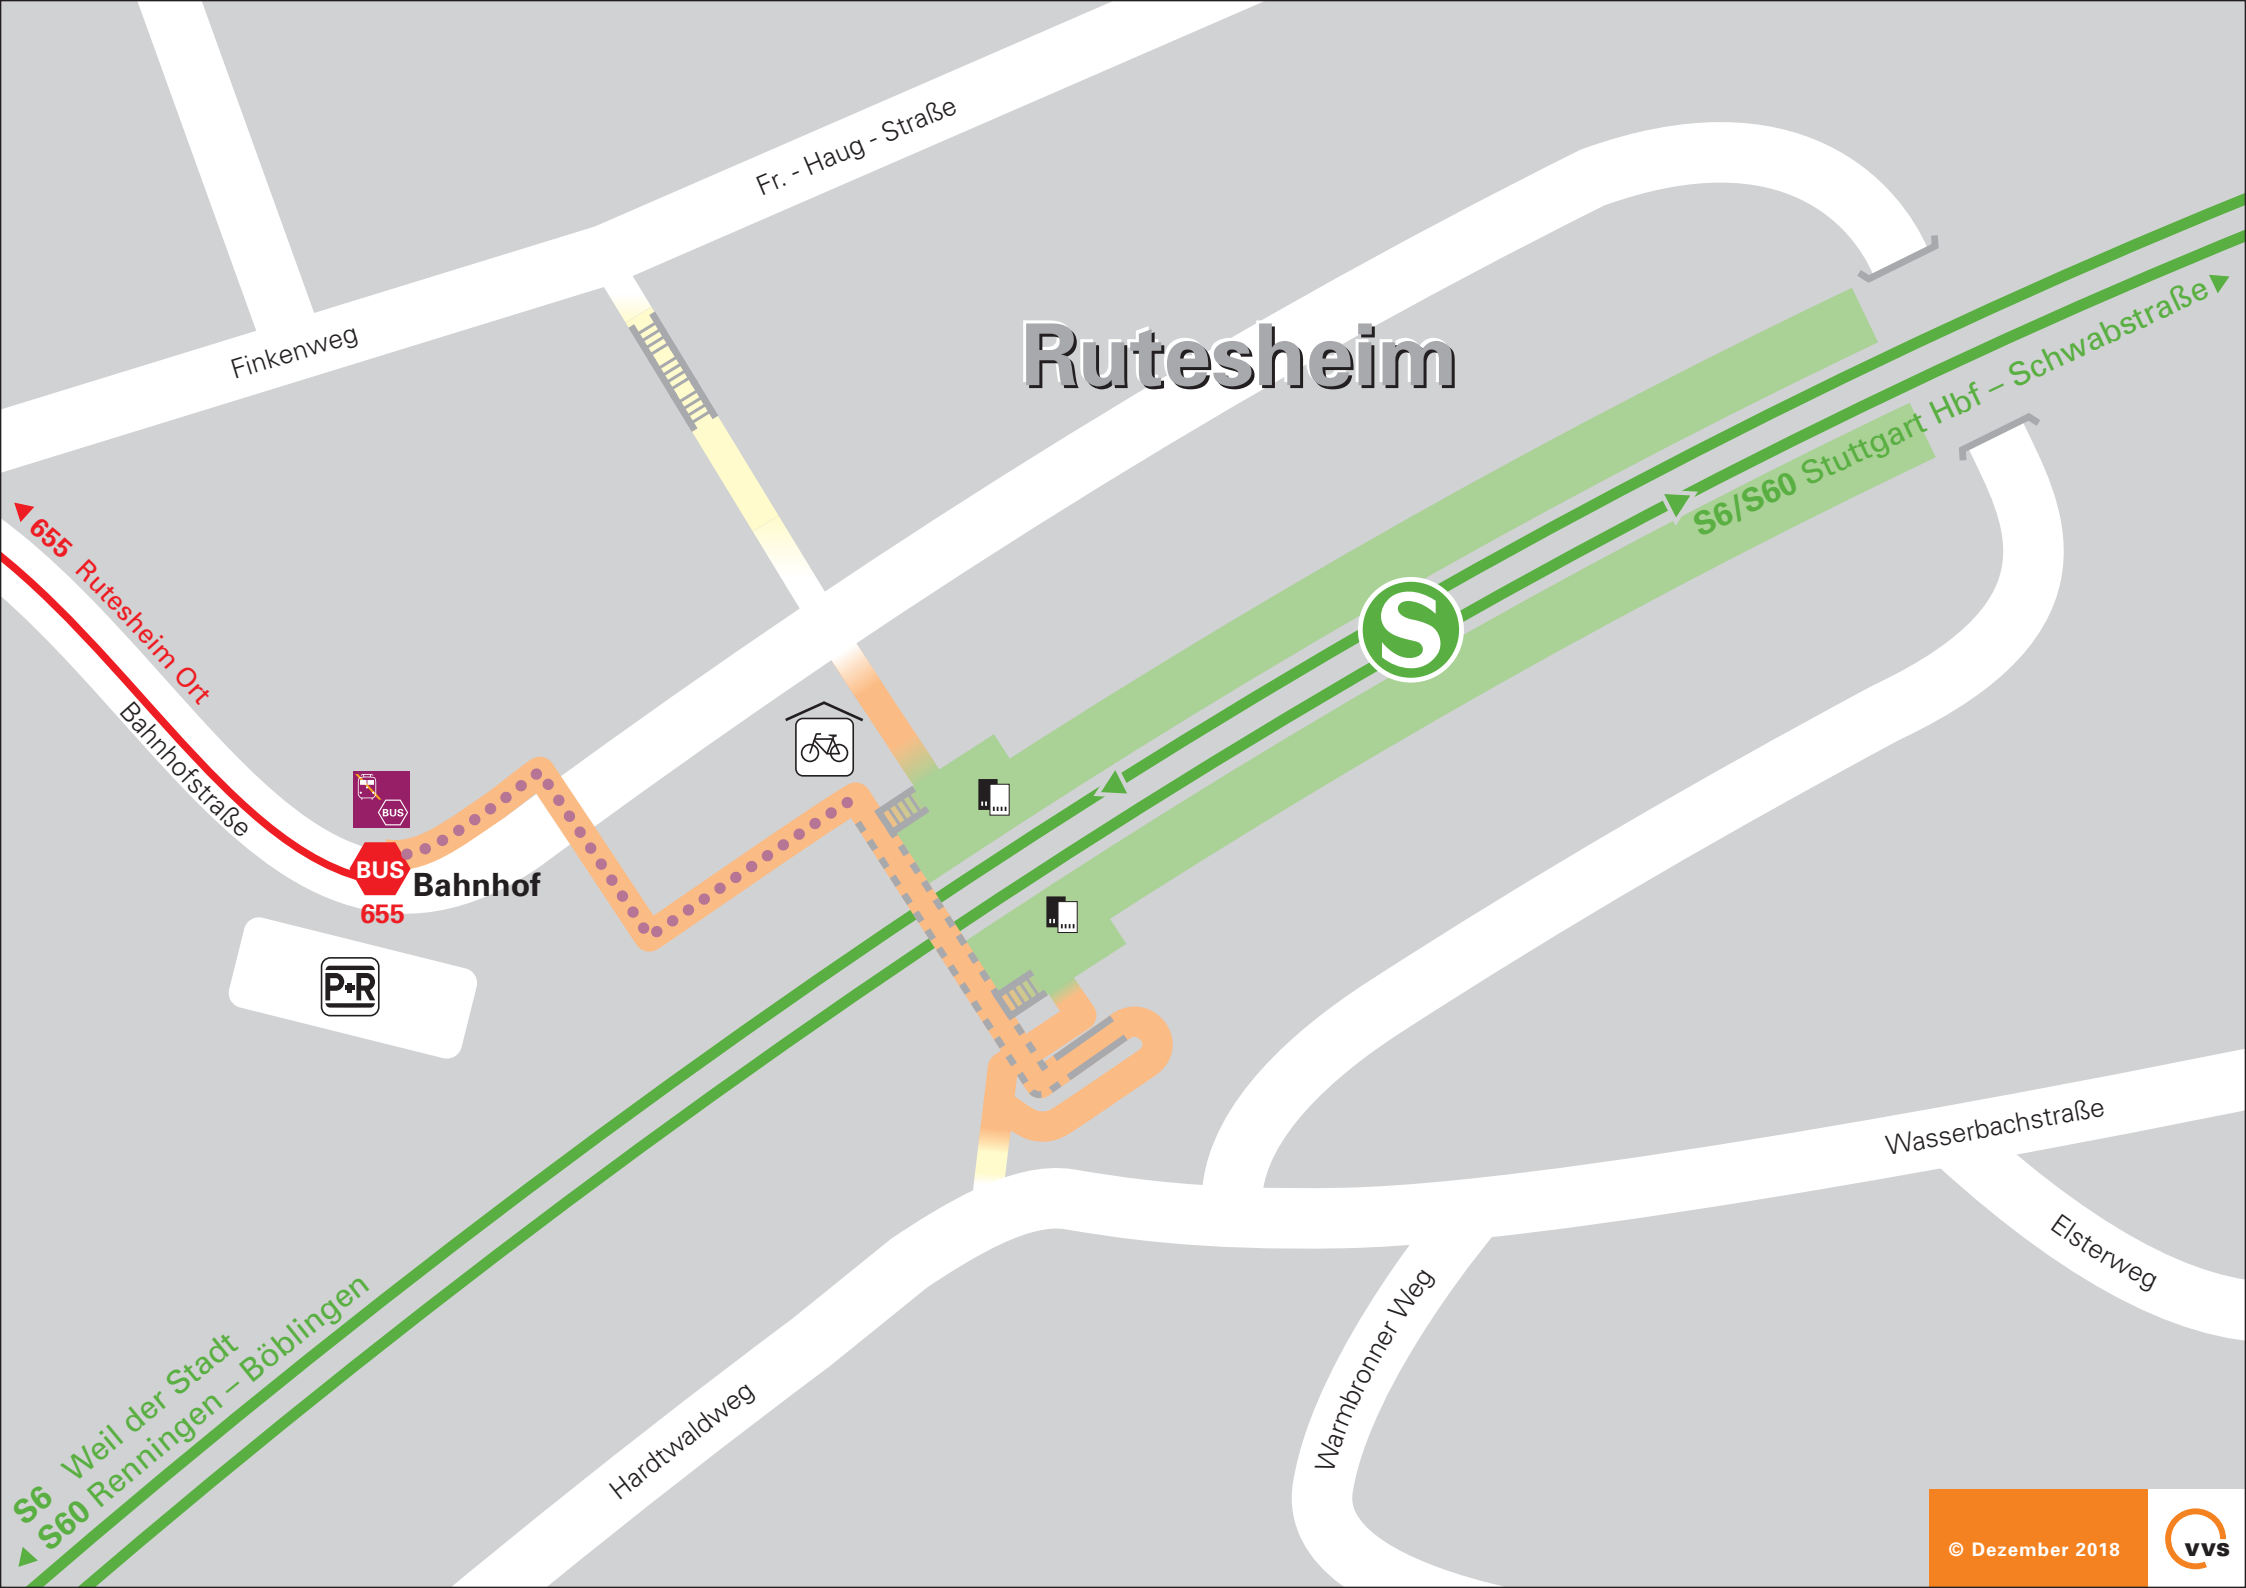 Fr. - Haug - Straße
Finkenweg
Rutesheim
S6/S60 Stuttgart Hbf – Schwabstraße
655 Rutesheim Ort
Bahnhofstraße
BUS
BUS
Bahnhof
655
S
P+R
Wasserbachstraße
Elsterweg
Warmbronner Weg
Hardtwaldweg
S6 Weil der Stadt
S60 Renningen – Böblingen
© Dezember 2018
vvs